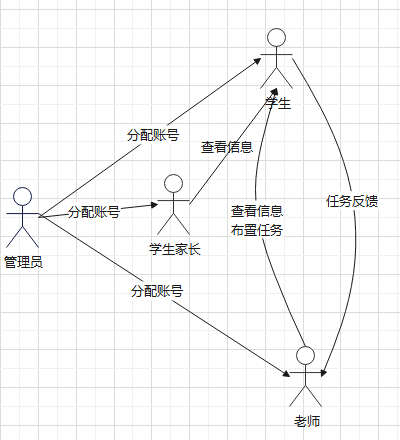 学生
分配账号
查看信息
任务反馈
分配账号
查看信息
布置任务
学生家长
管理员
分配账号
老师